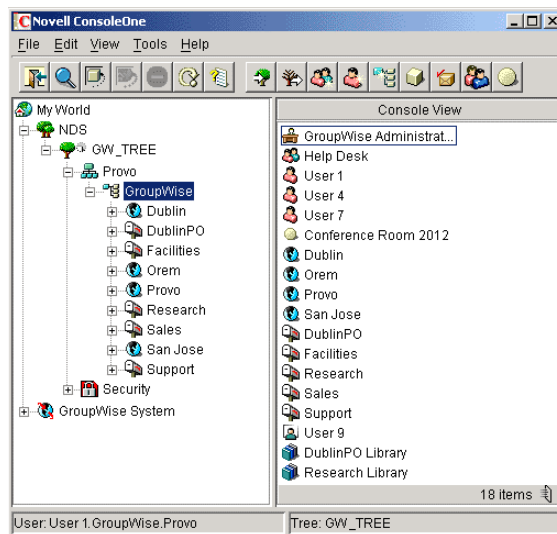 Novell ConsoleOne
File Edit View Tools Help
My World
NDS
GW_TREE
Provo
GroupWise
Dublin
DublinPO
Facilities
Orem
Provo
Research
Sales
San Jose
Support
Security
GroupWise System
Console View
GroupWise Administrat...
Help Desk
User 1
User 4
User 7
Conference Room 2012
Dublin
Orem
Provo
San Jose
DublinPO
Facilities
Research
Sales
Support
User 9
DublinPO Library
Research Library
18 items
User: User 1.GroupWise.Provo
Tree: GW_TREE